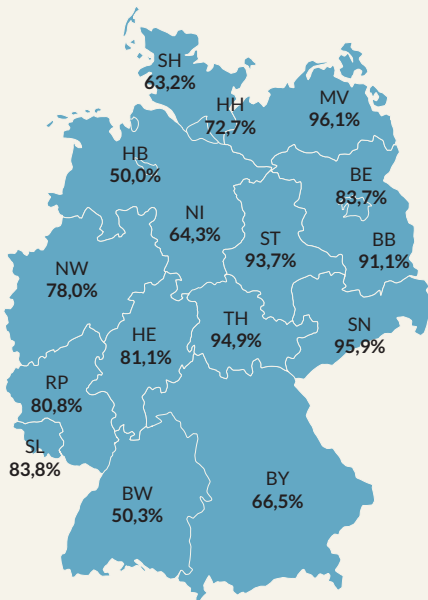 SH
63,2%
HH
72,7%
MV
96,1%
HB
50,0%
BE
83,7%
NI
64,3%
ST
93,7%
BB
91,1%
NW
78,0%
HE
81,1%
TH
94,9%
SN
95,9%
RP
80,8%
SL
83,8%
BW
50,3%
BY
66,5%